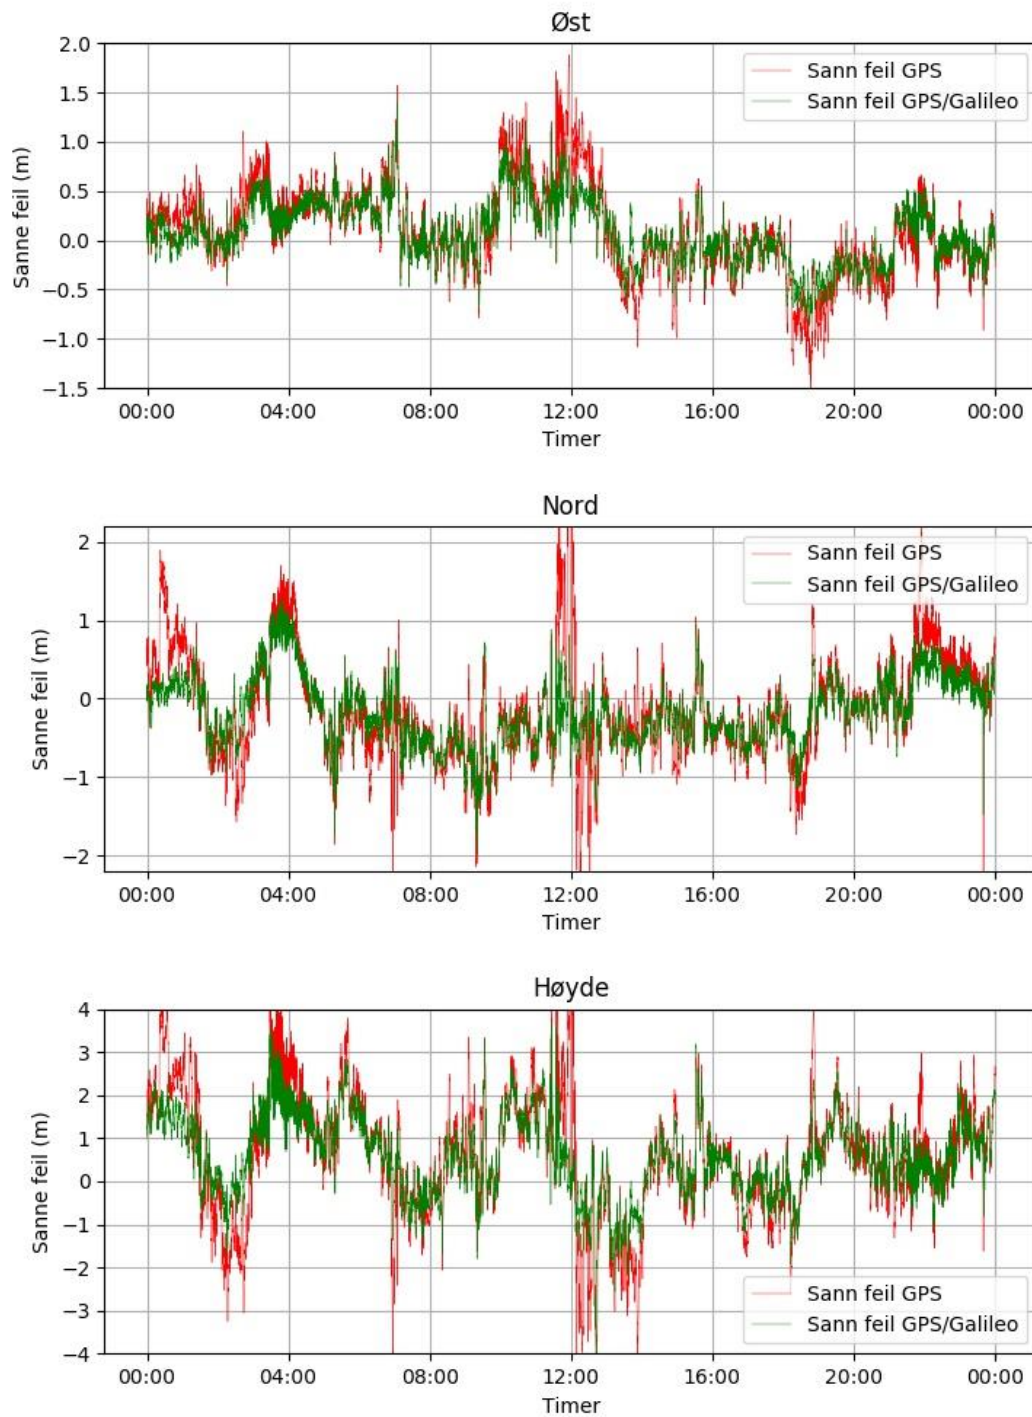 Øst
2.0
1.5
1.0
0.5
0.0
−0.5
−1.0
−1.5
Sanne feil (m)
Sann feil GPS
Sann feil GPS/Galileo
00:00 04:00 08:00 12:00 16:00 20:00 00:00
Timer
Nord
2
1
0
−1
−2
Sanne feil (m)
Sann feil GPS
Sann feil GPS/Galileo
00:00 04:00 08:00 12:00 16:00 20:00 00:00
Timer
Høyde
4
3
2
1
0
−1
−2
−3
−4
Sanne feil (m)
Sann feil GPS
Sann feil GPS/Galileo
00:00 04:00 08:00 12:00 16:00 20:00 00:00
Timer